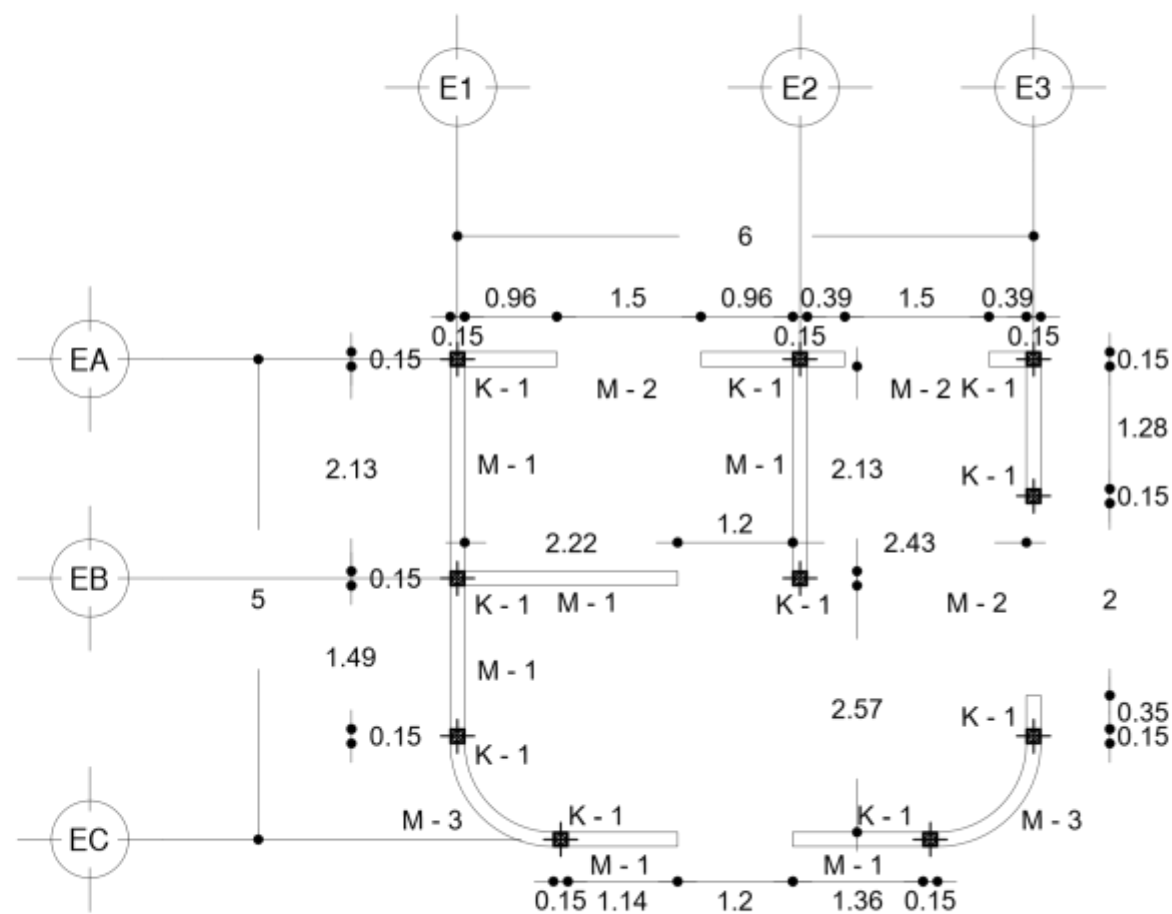 E1 E2 E3
6
0.96 1.5 0.96 0.39 1.5 0.39
0.15 0.15 0.15
EA 0.15 0.15
K - 1 M - 2 K - 1 M - 2 K - 1
1.28
2.13 M - 1 M - 1 2.13 K - 1
0.15
2.22 1.2 2.43
EB 0.15
5 K - 1 M - 1 K - 1 M - 2 2
1.49 M - 1
2.57 K - 1 0.35
0.15 0.15
K - 1
M - 3 K - 1 K - 1 M - 3
EC
M - 1 M - 1
0.15 1.14 1.2 1.36 0.15